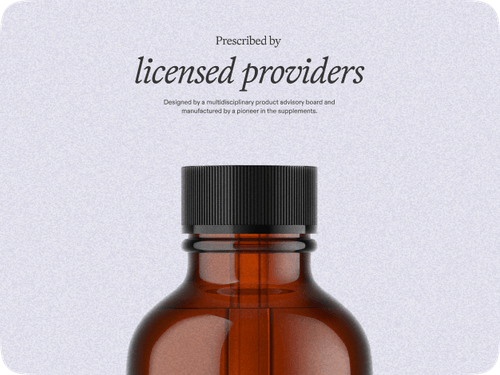 Prescribed by
licensed providers
Designed by a multidisciplinary product advisory board and
manufactured by a pioneer in the supplements.